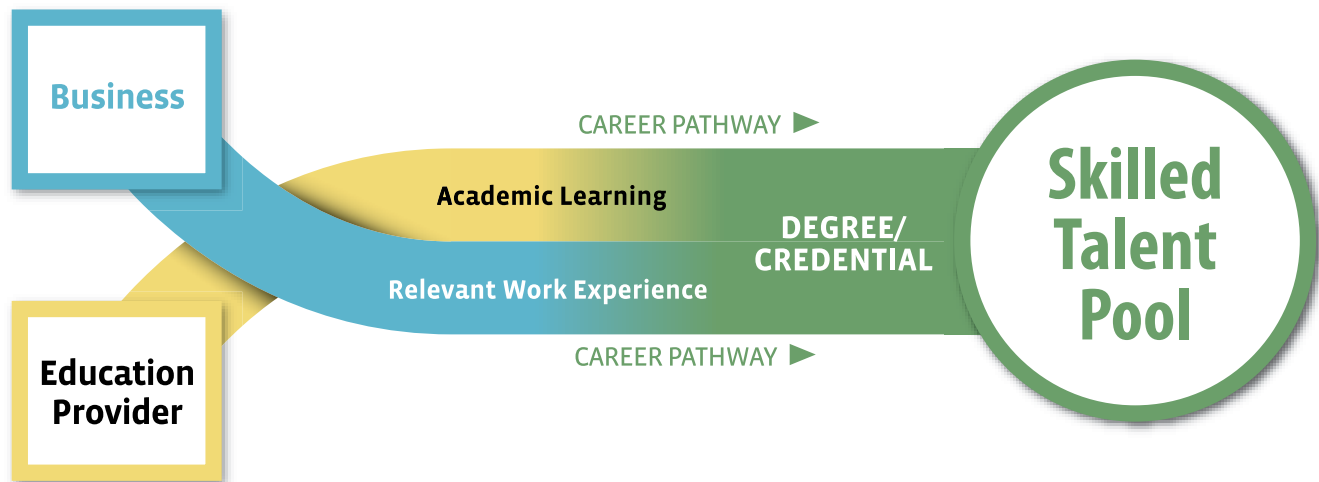 Business
Education
Provider
CAREER PATHWAY
Academic Learning
Relevant Work Experience
CAREER PATHWAY
DEGREE/
CREDENTIAL
Skilled
Talent
Pool